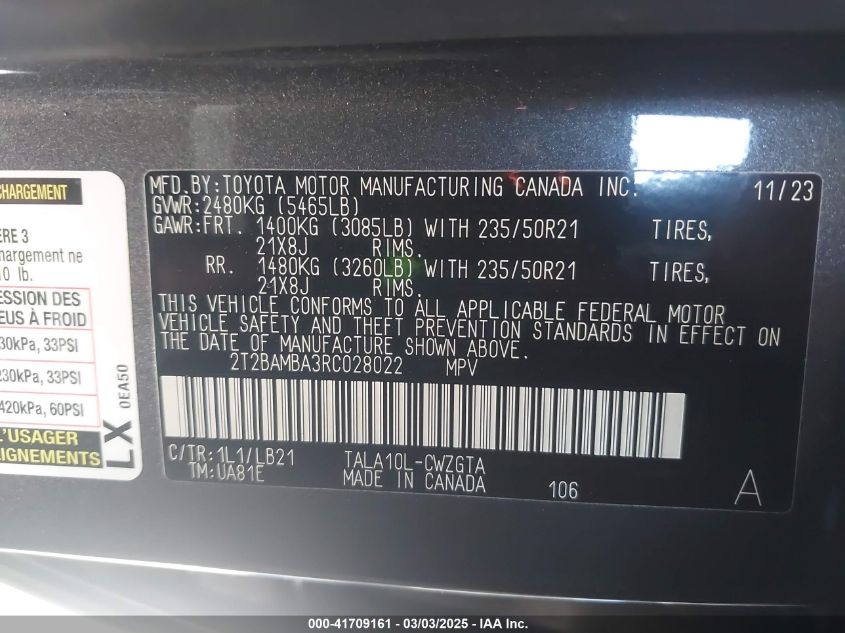 CHARGEMENT
ÈRE 3
hargement ne
10 lb.
ESSION DES
EUS À FROID
30kPa, 33PSI
230kPa, 33PSI
420kPa, 60PSI
L'USAGER
LIGNEMENTS
LX 0EA50
MFD.BY:TOYOTA MOTOR MANUFACTURING CANADA INC. 11/23
GVWR:2480KG (5465LB)
GAWR:FRT. 1400KG (3085LB) WITH 235/50R21 TIRES,
21X8J RIMS.
RR. 1480KG (3260LB) WITH 235/50R21 TIRES,
21X8J RIMS.
THIS VEHICLE CONFORMS TO ALL APPLICABLE FEDERAL MOTOR
VEHICLE SAFETY AND THEFT PREVENTION STANDARDS IN EFFECT ON
THE DATE OF MANUFACTURE SHOWN ABOVE.
2T2BAMBA3RC028022 MPV
C/TR:1L1/LB21 TALA10L-CWZGTA
TM:UA81E MADE IN CANADA 106 A
000-41709161 - 03/03/2025 - IAA Inc.